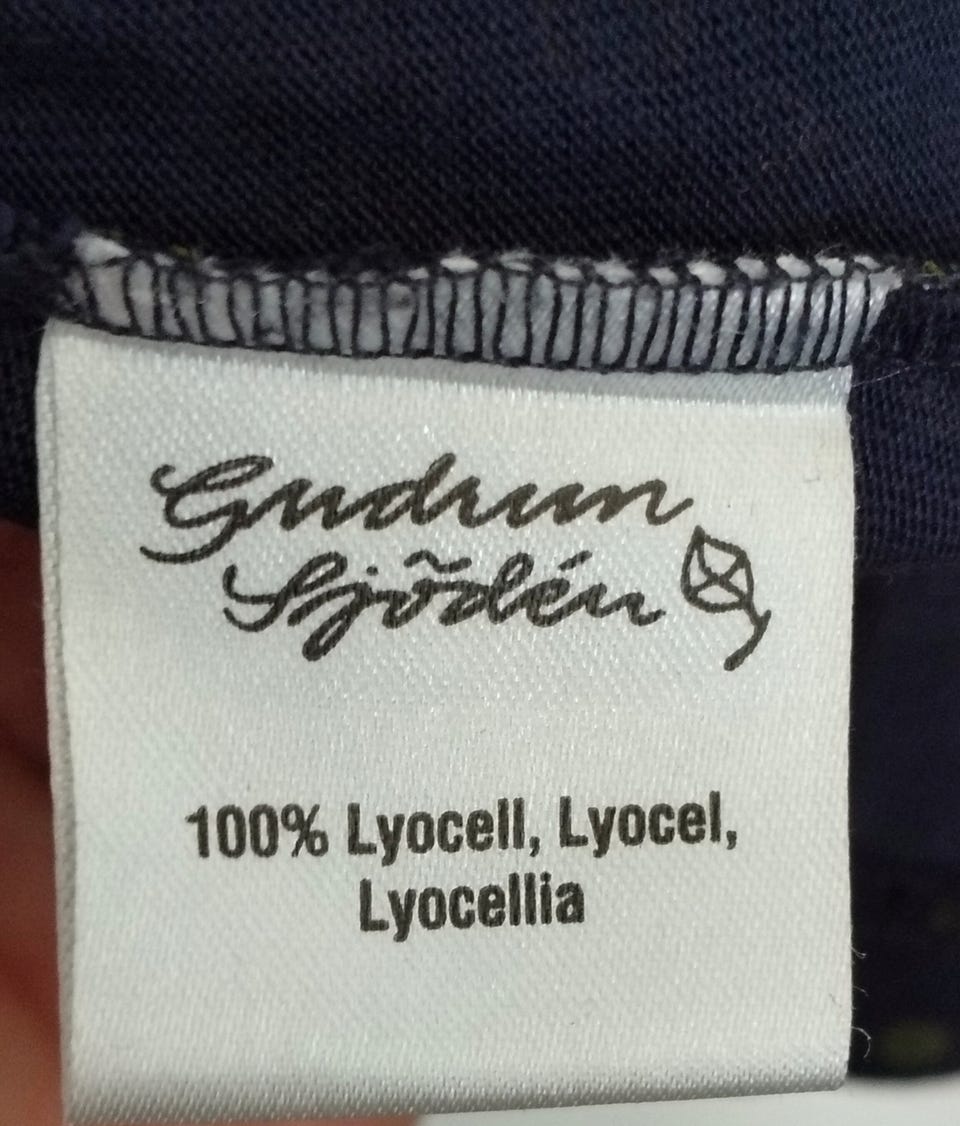 Gudrun
Sjödén
100% Lyocell, Lyocel,
Lyocellia